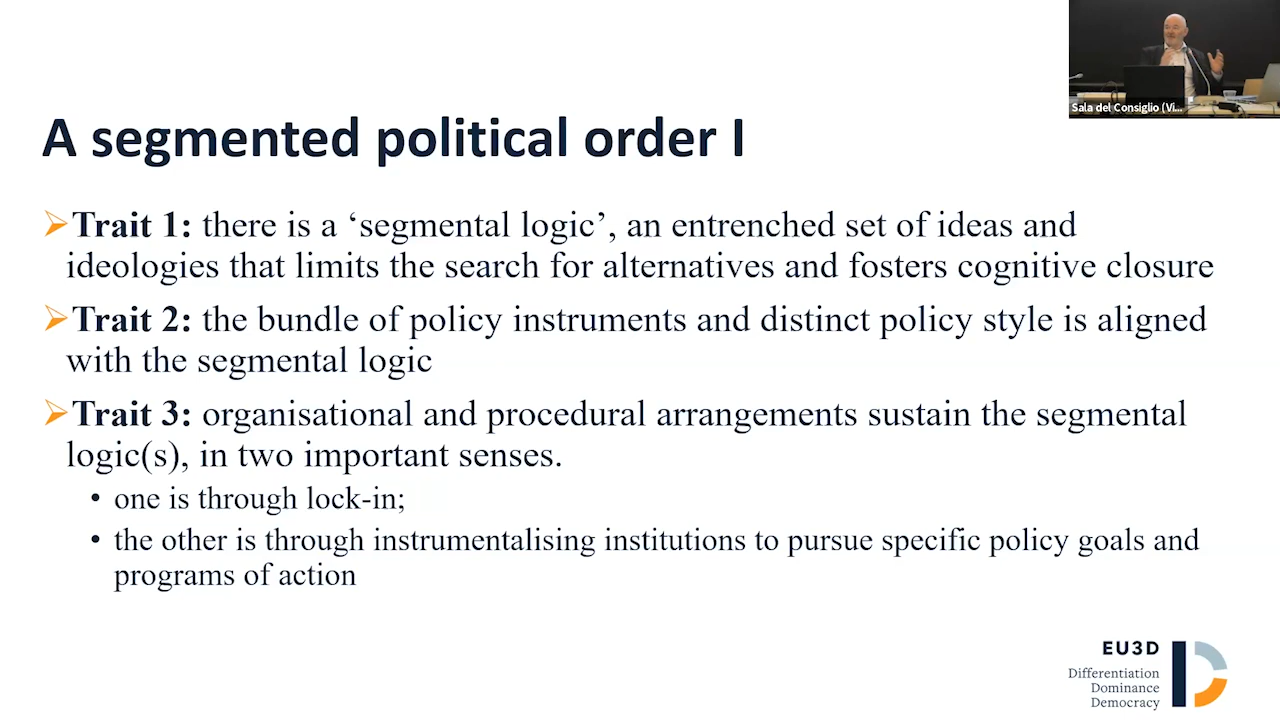 Sala del Consiglio (Vi...
A segmented political order I
Trait 1: there is a ‘segmental logic’, an entrenched set of ideas and
ideologies that limits the search for alternatives and fosters cognitive closure
Trait 2: the bundle of policy instruments and distinct policy style is aligned
with the segmental logic
Trait 3: organisational and procedural arrangements sustain the segmental
logic(s), in two important senses.
• one is through lock-in;
• the other is through instrumentalising institutions to pursue specific policy goals and
programs of action
EU3D
Differentiation
Dominance
Democracy